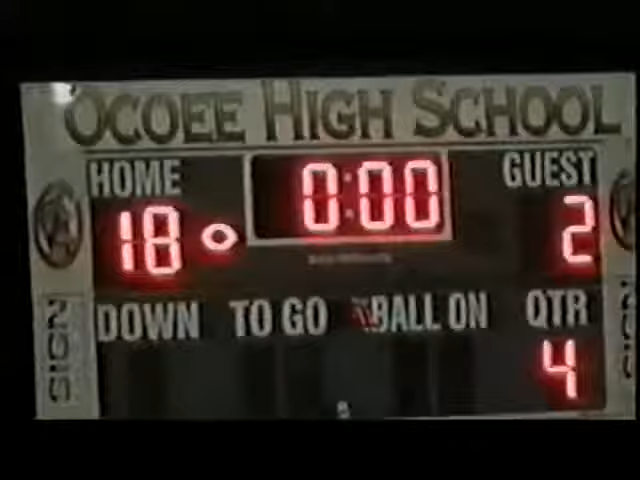 OCOEE HIGH SCHOOL
HOME 0:00 GUEST
18 2
DOWN TO GO BALL ON QTR
4
SIGN